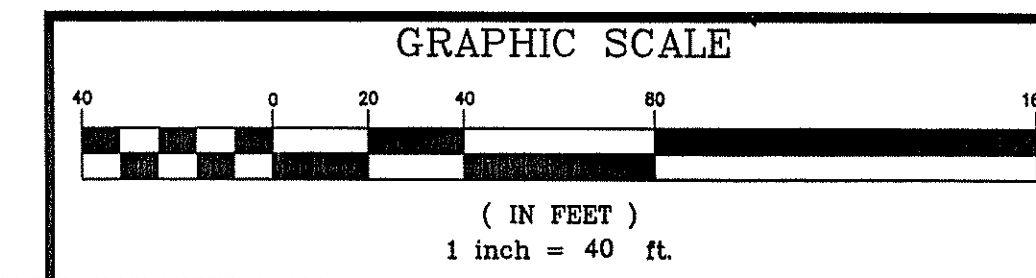 GRAPHIC SCALE
40 0 20 40 80
( IN FEET )
1 inch = 40 ft.